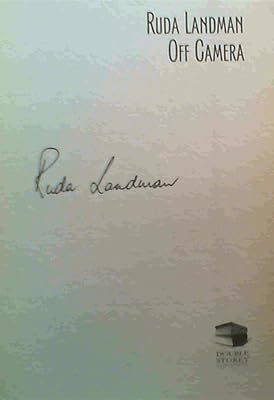 RUDA LANDMAN
OFF CAMERA
Ruda Landman
DOUBLE
STOREY